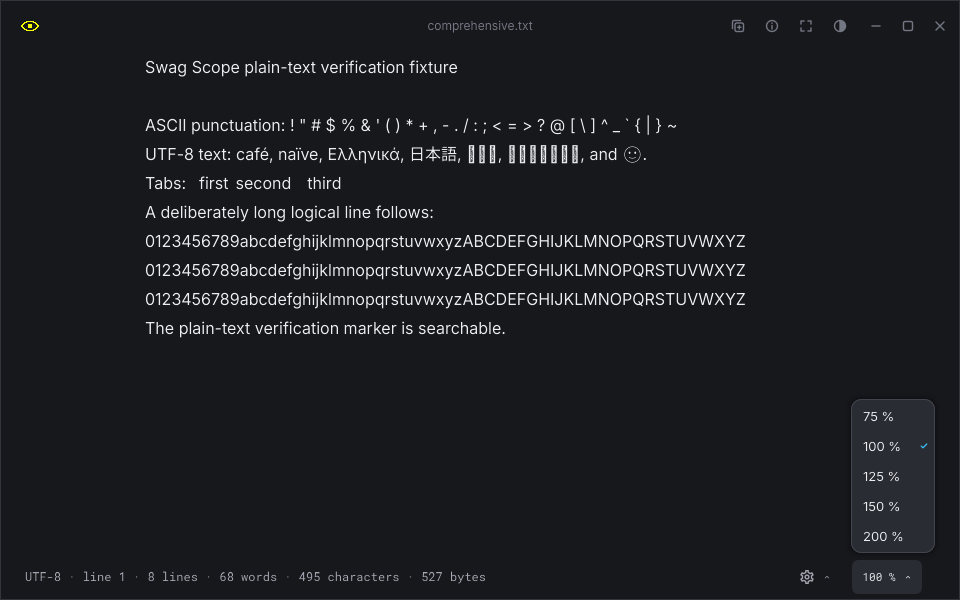 comprehensive.txt
Swag Scope plain-text verification fixture
ASCII punctuation: ! " # $ % & ' ( ) * + , - . / : ; < = > ? @ [ \ ] ^ _ ` { | } ~
UTF-8 text: café, naïve, Ελληνικά, 日本語, , , and ☺.
Tabs: first second third
A deliberately long logical line follows:
0123456789abcdefghijklmnopqrstuvwxyzABCDEFGHIJKLMNOPQRSTUVWXYZ
0123456789abcdefghijklmnopqrstuvwxyzABCDEFGHIJKLMNOPQRSTUVWXYZ
0123456789abcdefghijklmnopqrstuvwxyzABCDEFGHIJKLMNOPQRSTUVWXYZ
The plain-text verification marker is searchable.
75 %
100 %
125 %
150 %
200 %
UTF-8 · line 1 · 8 lines · 68 words · 495 characters · 527 bytes
100 %